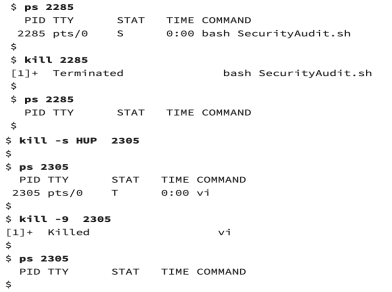 $ ps 2285
  PID TTY      STAT   TIME COMMAND
 2285 pts/0    S      0:00 bash SecurityAudit.sh
$
$ kill 2285
[1]+  Terminated              bash SecurityAudit.sh
$
$ ps 2285
  PID TTY      STAT   TIME COMMAND
$
$ kill -s HUP  2305
$
$ ps 2305
  PID TTY      STAT   TIME COMMAND
 2305 pts/0    T      0:00 vi
$
$ kill -9  2305
[1]+  Killed                  vi
$
$ ps 2305
  PID TTY      STAT   TIME COMMAND
$